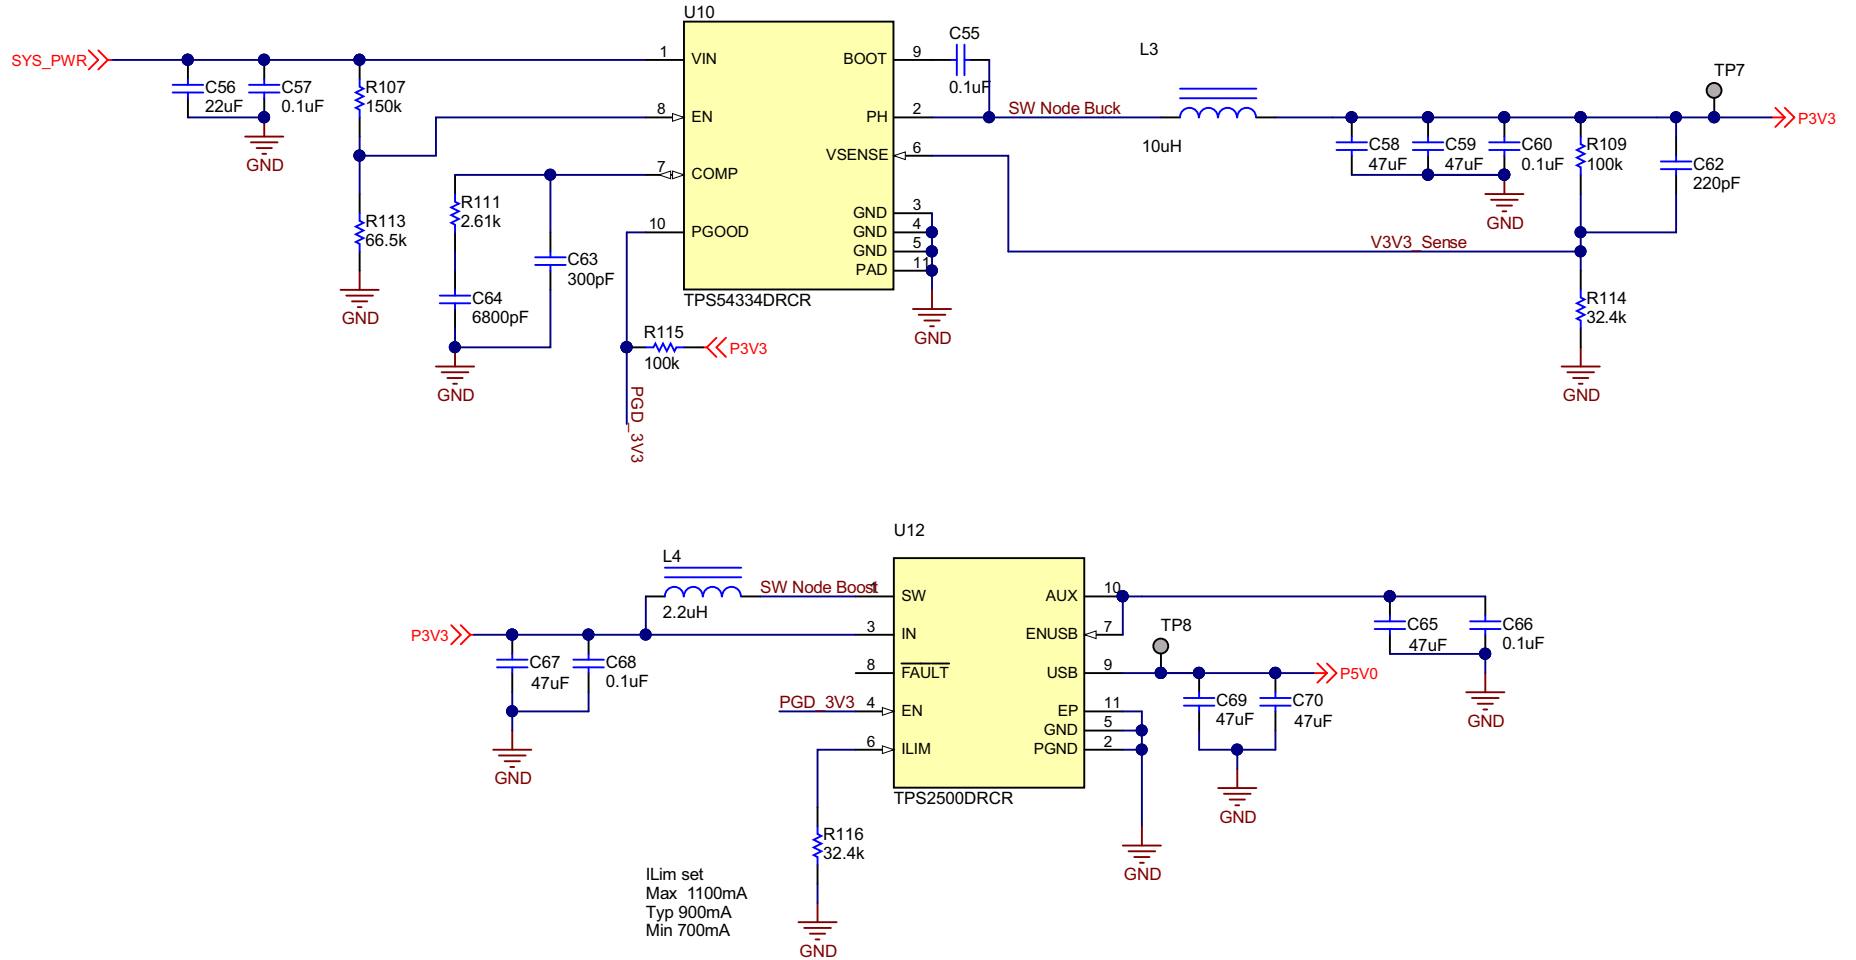 U10
SYS_PWR
C56
22uF
C57
0.1uF
R107
150k
1
VIN
8
EN
7
COMP
10
PGOOD
BOOT
9
PH
2
VSENSE
6
GND
3
GND
4
GND
5
PAD
11
TPS54334DRCR
C55
0.1uF
SW Node Buck
L3
10uH
C58
47uF
C59
47uF
C60
0.1uF
R109
100k
C62
220pF
TP7
P3V3
GND
GND
R113
66.5k
GND
R111
2.61k
C63
300pF
C64
6800pF
GND
R115
100k
P3V3
PGD_3V3
GND
V3V3_Sense
R114
32.4k
GND
U12
L4
2.2uH
SW Node Boost
1
SW
P3V3
3
IN
8
FAULT
PGD_3V3
4
EN
6
ILIM
AUX
10
ENUSB
7
USB
9
EP
11
GND
5
PGND
2
TPS2500DRCR
C67
47uF
C68
0.1uF
GND
TP8
P5V0
C65
47uF
C66
0.1uF
GND
C69
47uF
C70
47uF
GND
GND
R116
32.4k
GND
ILim set
Max 1100mA
Typ 900mA
Min 700mA